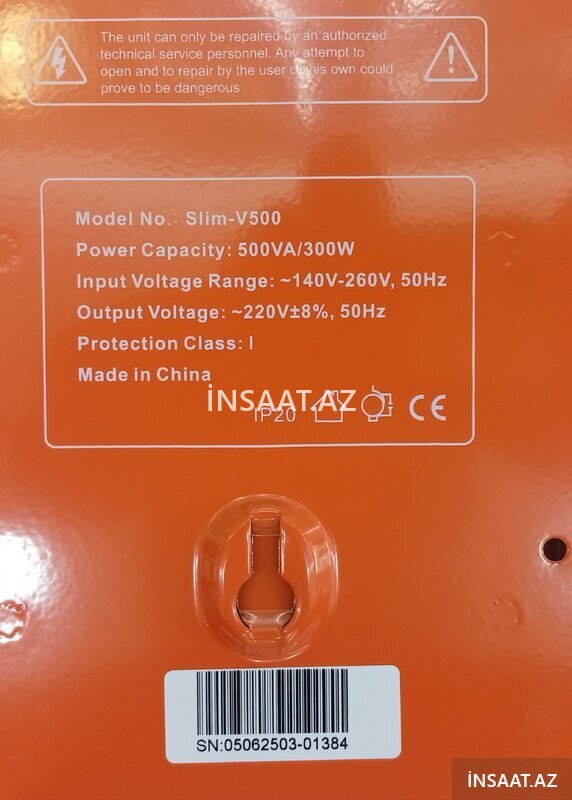 The unit can only be repaired by an authorized
technical service personnel. Any attempt to
open and to repair by the user on his own could
prove to be dangerous
Model No.: Slim-V500
Power Capacity: 500VA/300W
Input Voltage Range: ~140V-260V, 50Hz
Output Voltage: ~220V±8%, 50Hz
Protection Class: I
Made in China
İNSAAT.AZ
IP20 CE
SN:05062503-01384
İNSAAT.AZ